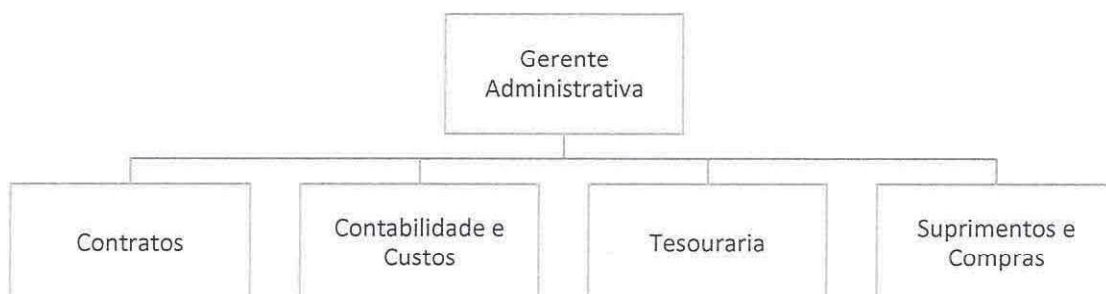 Gerente
Administrativa
Contratos
Contabilidade e
Custos
Tesouraria
Suprimentos e
Compras